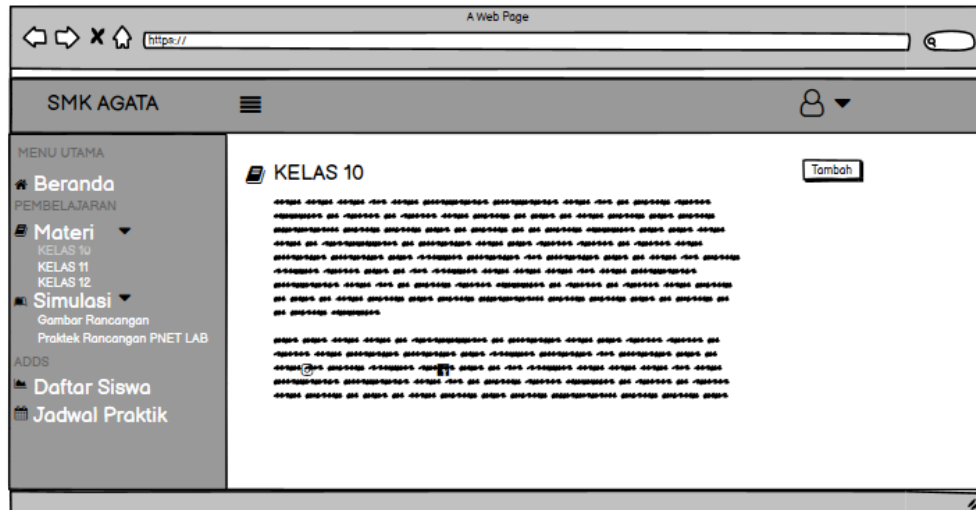 A Web Page
https://
SMK AGATA
MENU UTAMA
Beranda
PEMBELAJARAN
Materi
KELAS 10
KELAS 11
KELAS 12
Simulasi
Gambar Rancangan
Praktek Rancangan PNET LAB
ADDS
Daftar Siswa
Jadwal Praktik
KELAS 10
Tambah